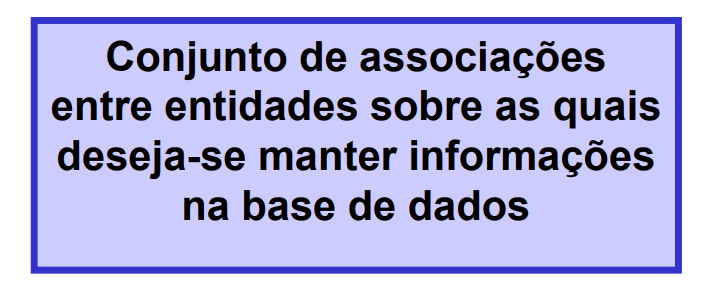 Conjunto de associações
entre entidades sobre as quais
deseja-se manter informações
na base de dados